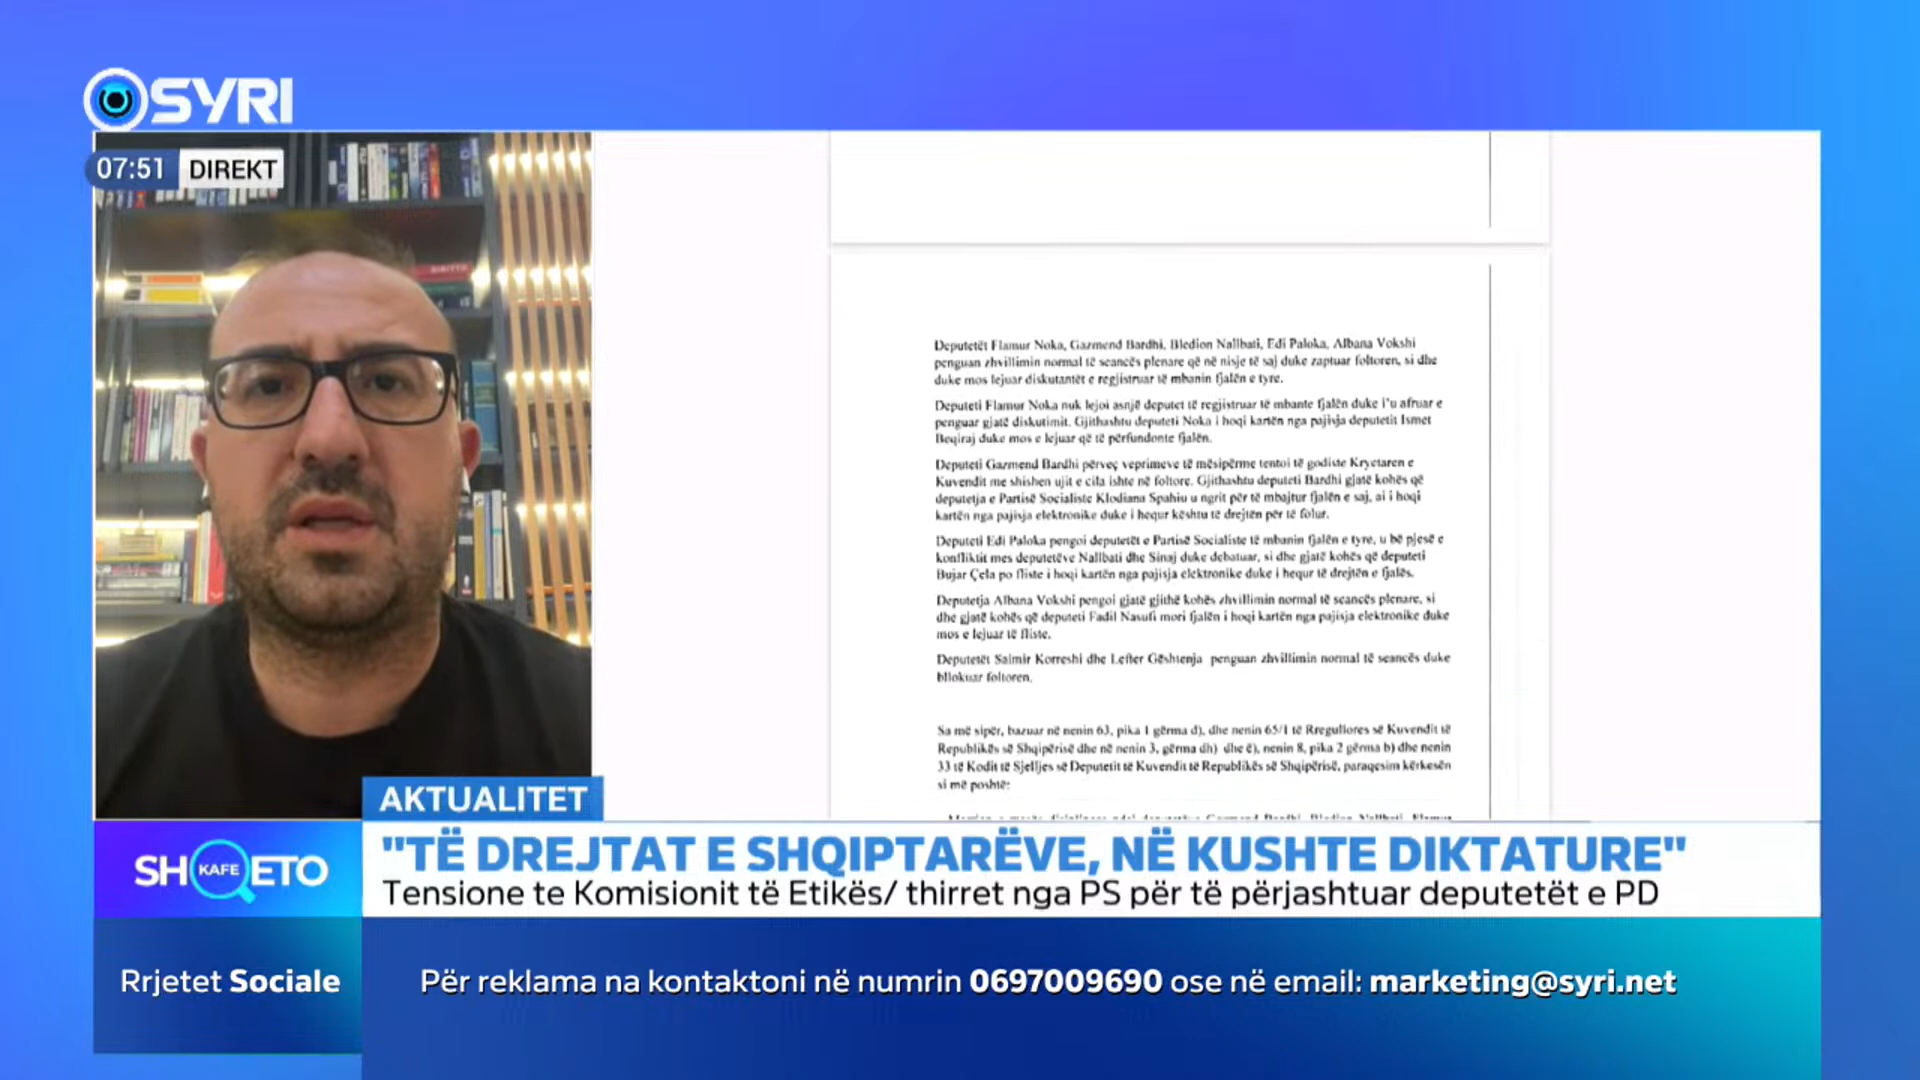 SYRI
07:51 DIREKT
Deputetët Flamur Noka, Gazmend Bardhi, Bledion Nallbati, Edi Paloka, Albana Vokshi
penguan zhvillimin normal të seancës plenare që në nisje të saj duke zaptuar foltoren, si dhe
duke mos lejuar diskutantët e regjistruar të mbanin fjalën e tyre.
Deputeti Flamur Noka nuk lejoi asnjë deputet të regjistruar të mbante fjalën duke i'u afruar e
penguar gjatë diskutimit. Gjithashtu deputeti Noka i hoqi kartën nga pajisja deputetit Ismet
Beqiraj duke mos e lejuar që të përfundonte fjalën.
Deputeti Gazmend Bardhi përveç veprimeve të mësipërme tentoi të godiste Kryetaren e
Kuvendit me shishen ujit e cila ishte në foltore. Gjithashtu deputeti Bardhi gjatë kohës që
deputetja e Partisë Socialiste Klodiana Spahiu u ngrit për të mbajtur fjalën e saj, ai i hoqi
kartën nga pajisja elektronike duke i hequr kështu të drejtën për të folur.
Deputeti Edi Paloka pengoi deputetët e Partisë Socialiste të mbanin fjalën e tyre, u bë pjesë e
konfliktit mes deputetëve Nallbati dhe Sinaj duke debatuar, si dhe gjatë kohës që deputeti
Bujar Çela po fliste i hoqi kartën nga pajisja elektronike duke i hequr të drejtën e fjalës.
Deputetja Albana Vokshi pengoi gjatë gjithë kohës zhvillimin normal të seancës plenare, si
dhe gjatë kohës që deputeti Fadil Nasufi mori fjalën i hoqi kartën nga pajisja elektronike duke
mos e lejuar të fliste.
Deputetët Saimir Korreshi dhe Lefter Gështenja penguan zhvillimin normal të seancës duke
bllokuar foltoren.
Sa më sipër, bazuar në nenin 63, pika 1 gërma d), dhe nenin 65/1 të Rregullores së Kuvendit të
Republikës së Shqipërisë dhe në nenin 3, gërma dh) dhe ë), nenin 8, pika 2 gërma b) dhe nenin
33 të Kodit të Sjelljes së Deputetit të Kuvendit të Republikës së Shqipërisë, paraqesim kërkesën
si më poshtë:
AKTUALITET
SHQETO KAFE
"TË DREJTAT E SHQIPTARËVE, NË KUSHTE DIKTATURE"
Tensione te Komisionit të Etikës/ thirret nga PS për të përjashtuar deputetët e PD
Rrjetet Sociale
Për reklama na kontaktoni në numrin 0697009690 ose në email: marketing@syri.net